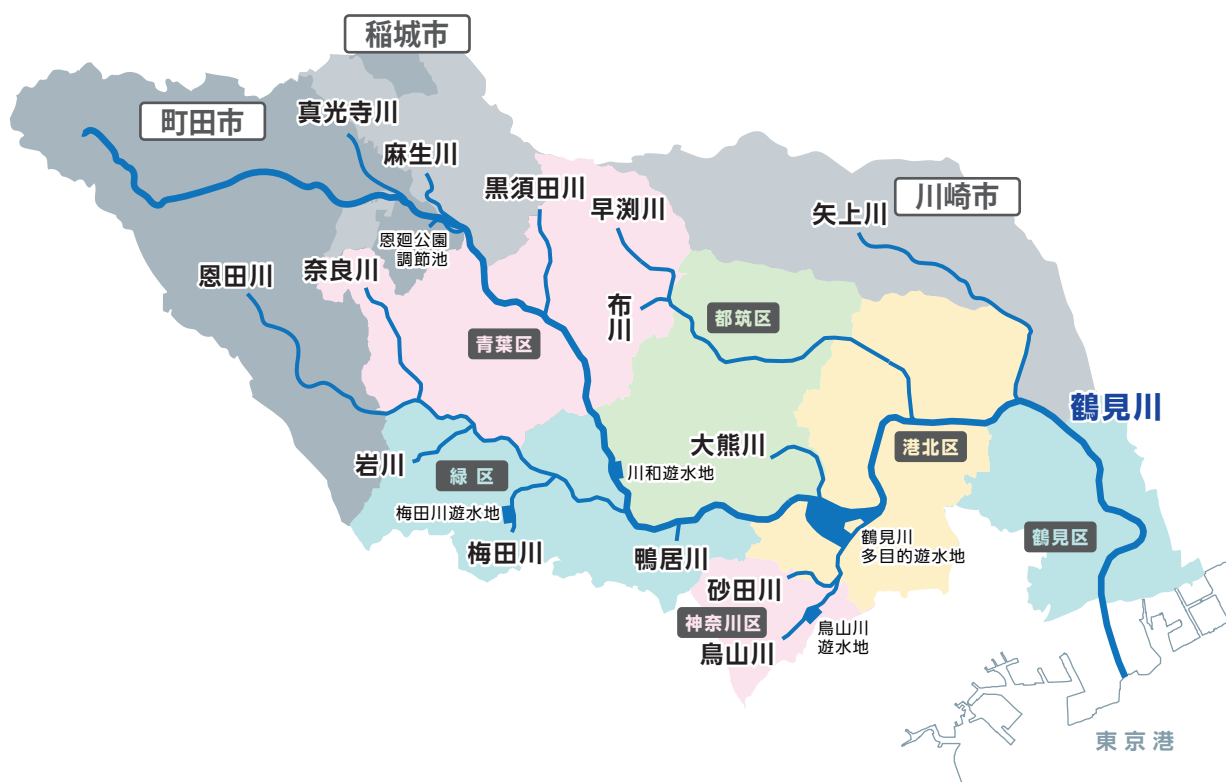 稲城市
町田市
真光寺川
麻生川
黒須田川
早渕川
矢上川
川崎市
恩廻公園
調節池
恩田川
奈良川
布川
都筑区
青葉区
鶴見川
大熊川
港北区
岩川
緑 区
川和遊水地
梅田川遊水地
梅田川
鴨居川
鶴見川
多目的遊水地
鶴見区
砂田川
神奈川区
鳥山川
鳥山川
遊水地
東京港